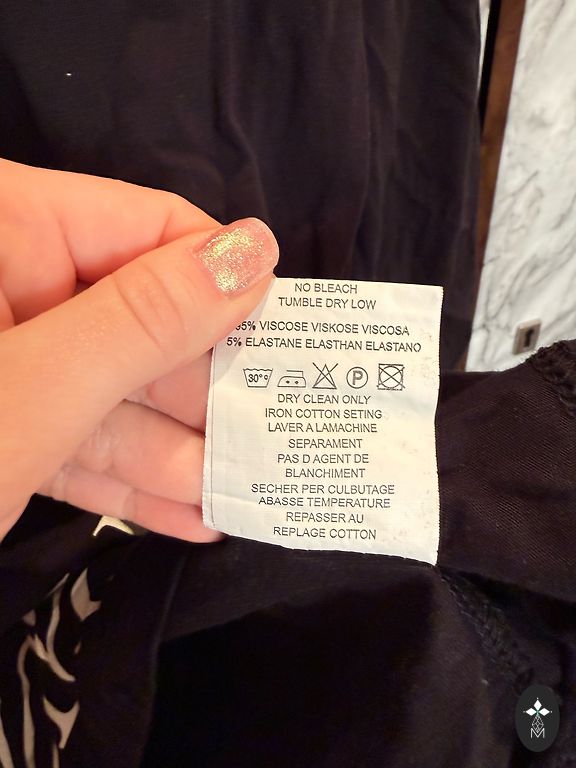 NO BLEACH
TUMBLE DRY LOW
95% VISCOSE VISKOSE VISCOSA
5% ELASTANE ELASTHAN ELASTANO
30°c P
DRY CLEAN ONLY
IRON COTTON SETING
LAVER A LAMACHINE
SEPARAMENT
PAS D AGENT DE
BLANCHIMENT
SECHER PER CULBUTAGE
ABASSE TEMPERATURE
REPASSER AU
REPLAGE COTTON
M